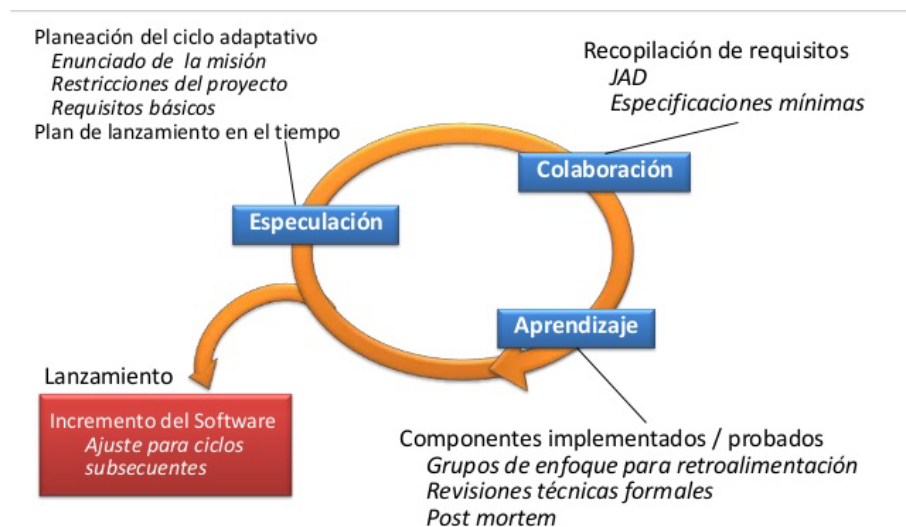 Planeación del ciclo adaptativo
Enunciado de la misión
Restricciones del proyecto
Requisitos básicos
Plan de lanzamiento en el tiempo
Recopilación de requisitos
JAD
Especificaciones mínimas
Colaboración
Especulación
Aprendizaje
Lanzamiento
Incremento del Software
Ajuste para ciclos
subsecuentes
Componentes implementados / probados
Grupos de enfoque para retroalimentación
Revisiones técnicas formales
Post mortem